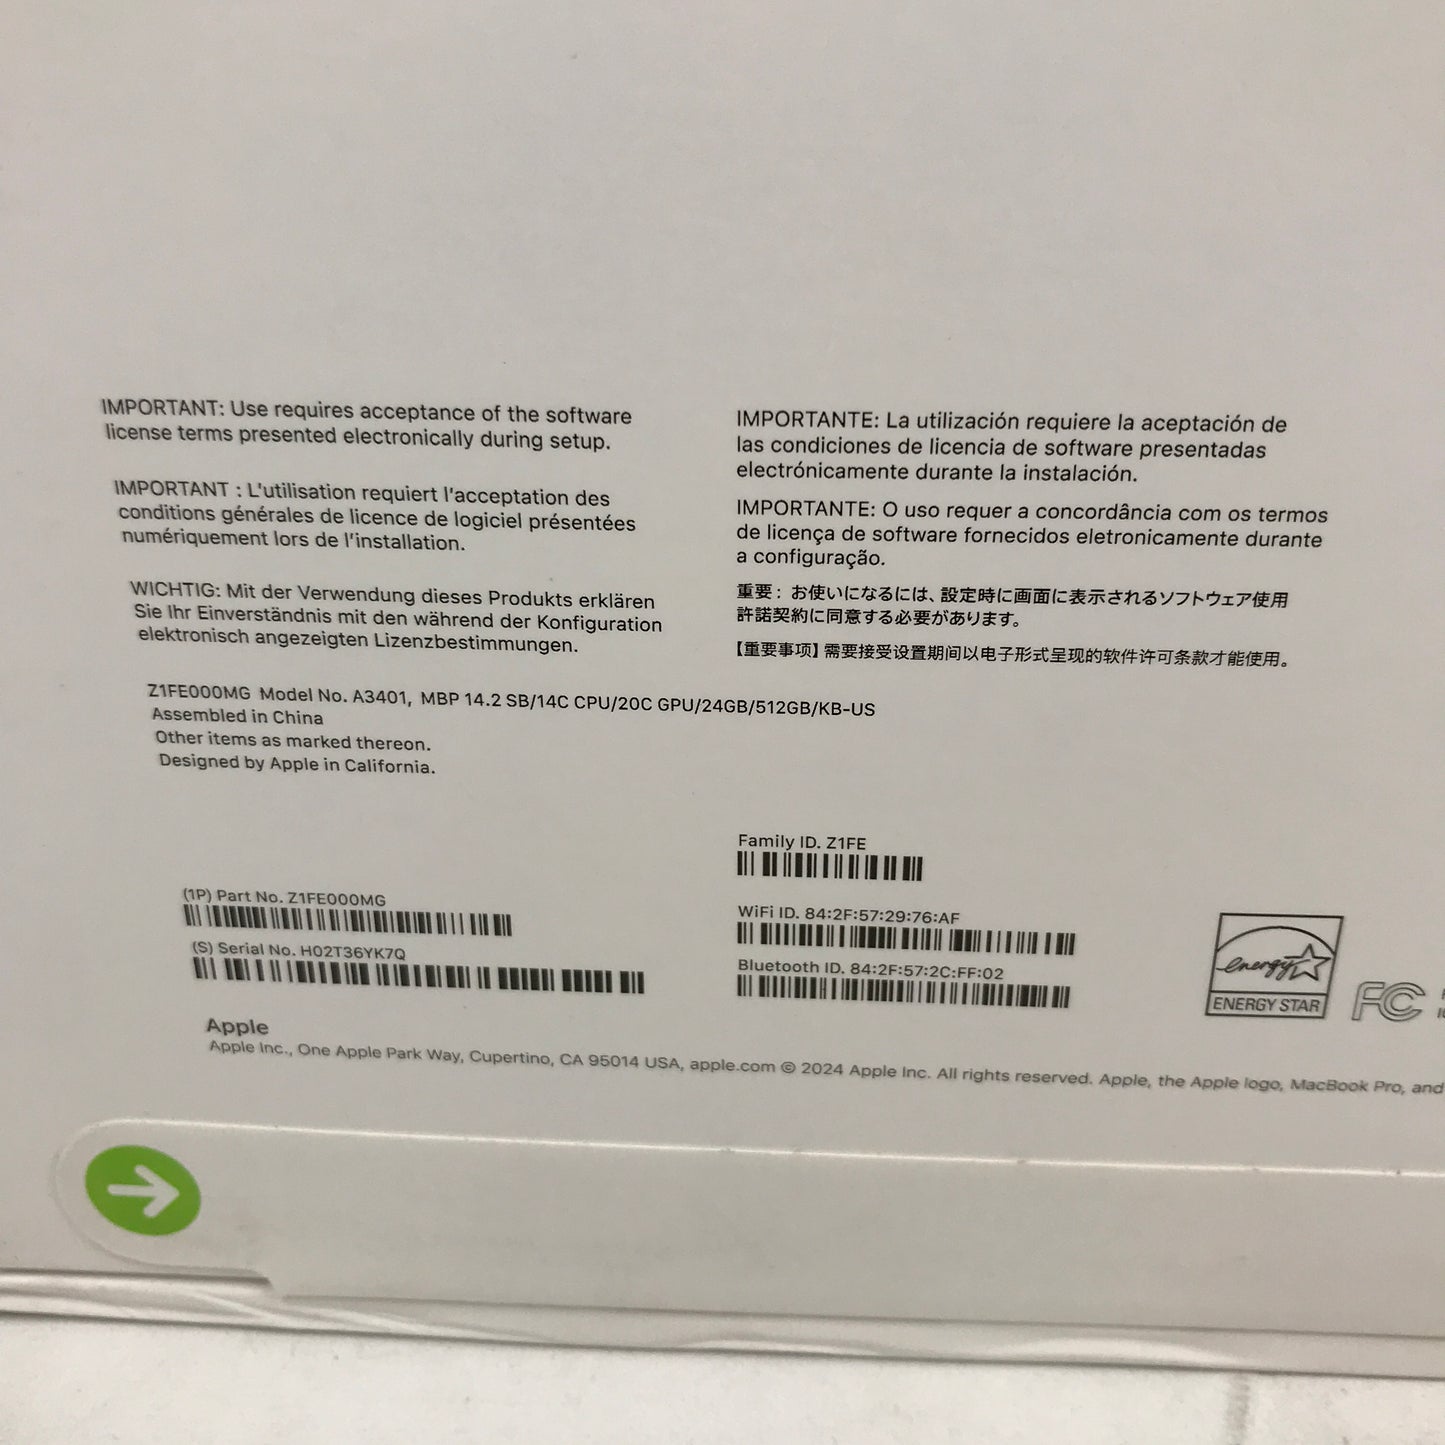 IMPORTANT: Use requires acceptance of the software
license terms presented electronically during setup.
IMPORTANT : L'utilisation requiert l'acceptation des
conditions générales de licence de logiciel présentées
numériquement lors de l'installation.
WICHTIG: Mit der Verwendung dieses Produkts erklären
Sie Ihr Einverständnis mit den während der Konfiguration
elektronisch angezeigten Lizenzbestimmungen.
IMPORTANTE: La utilización requiere la aceptación de
las condiciones de licencia de software presentadas
electrónicamente durante la instalación.
IMPORTANTE: O uso requer a concordância com os termos
de licença de software fornecidos eletronicamente durante
a configuração.
重要: お使いになるには、設定時に画面に表示されるソフトウェア使用
許諾契約に同意する必要があります。
【重要事项】需要接受设置期间以电子形式呈现的软件许可条款才能使用。
Z1FE000MG Model No. A3401, MBP 14.2 SB/14C CPU/20C GPU/24GB/512GB/KB-US
Assembled in China
Other items as marked thereon.
Designed by Apple in California.
(1P) Part No. Z1FE000MG
(S) Serial No. H02T36YK7Q
Family ID. Z1FE
WiFi ID. 84:2F:57:29:76:AF
Bluetooth ID. 84:2F:57:2C:FF:02
energy
ENERGY STAR
FC
Apple
Apple Inc., One Apple Park Way, Cupertino, CA 95014 USA, apple.com © 2024 Apple Inc. All rights reserved. Apple, the Apple logo, MacBook Pro, and